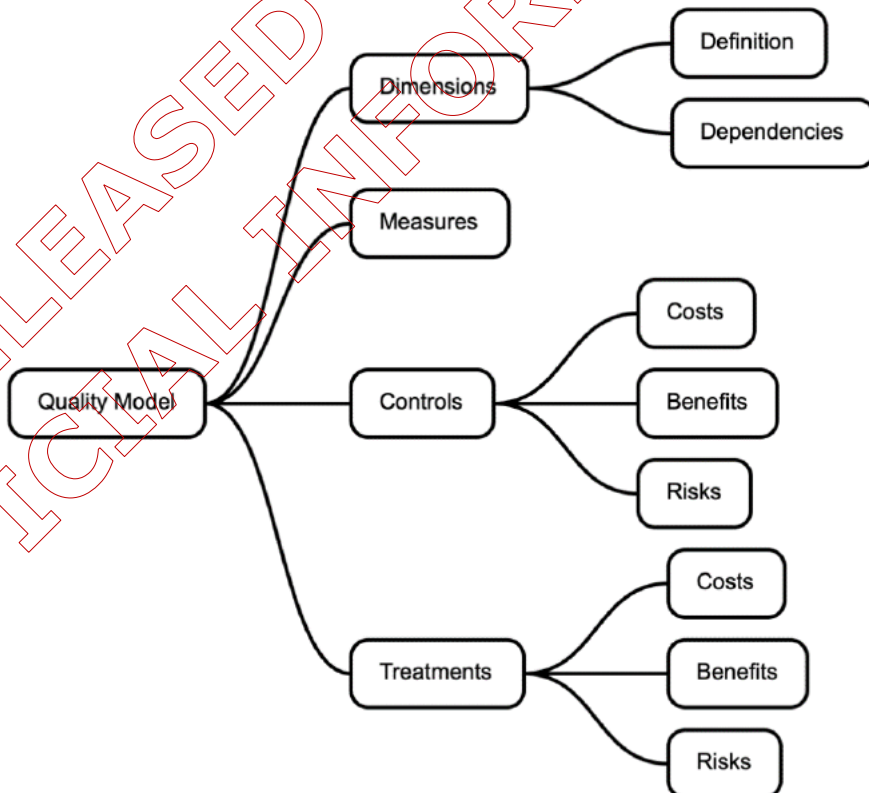 Quality Model
Dimensions
Definition
Dependencies
Measures
Controls
Costs
Benefits
Risks
Treatments
Costs
Benefits
Risks